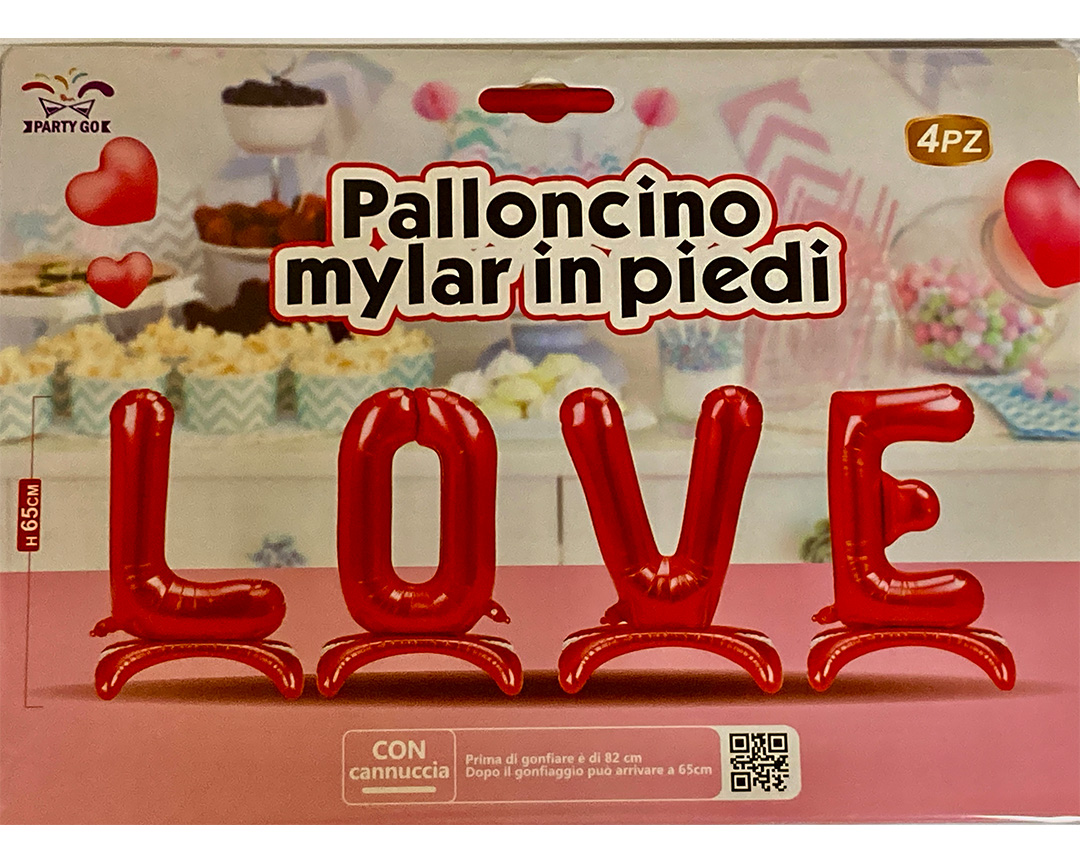 PARTY GO
4PZ
Palloncino
mylar in piedi
H 65CM
LOVE
CON
cannuccia
Prima di gonfiare è di 82 cm
Dopo il gonfiaggio può arrivare a 65cm